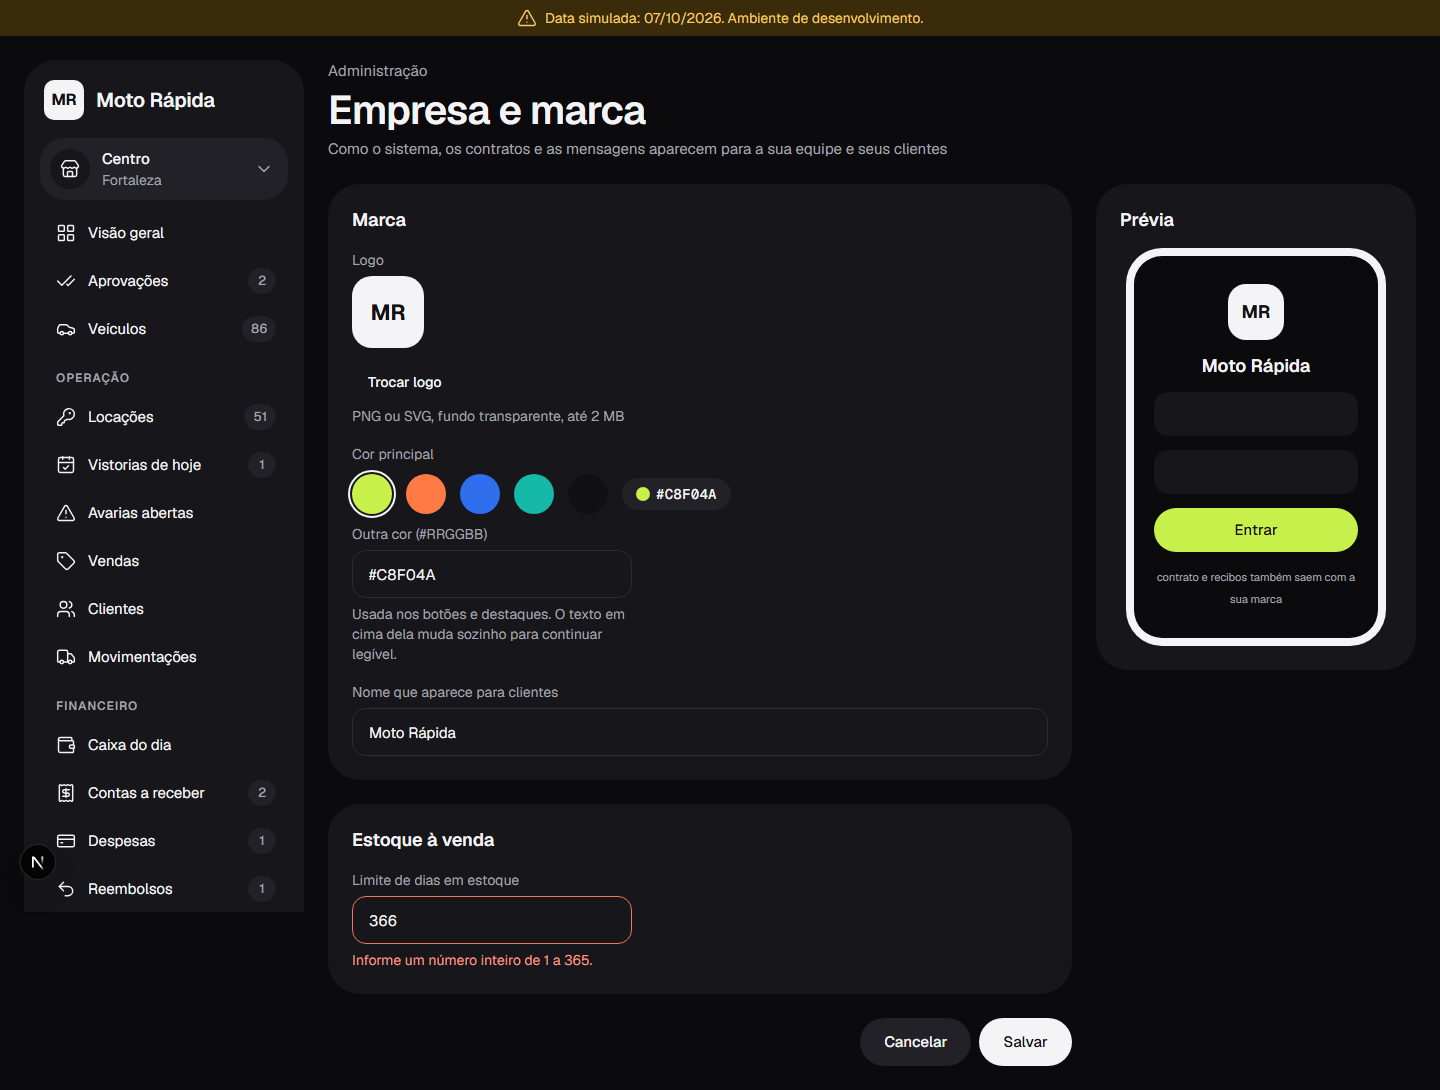 Data simulada: 07/10/2026. Ambiente de desenvolvimento.
MR
Moto Rápida
Centro
Fortaleza
Visão geral
Aprovações
2
Veículos
86
OPERAÇÃO
Locações
51
Vistorias de hoje
1
Avarias abertas
Vendas
Clientes
Movimentações
FINANCEIRO
Caixa do dia
Contas a receber
2
Despesas
1
N
Reembolsos
1
Administração
Empresa e marca
Como o sistema, os contratos e as mensagens aparecem para a sua equipe e seus clientes
Marca
Logo
MR
Trocar logo
PNG ou SVG, fundo transparente, até 2 MB
Cor principal
#C8F04A
Outra cor (#RRGGBB)
#C8F04A
Usada nos botões e destaques. O texto em
cima dela muda sozinho para continuar
legível.
Nome que aparece para clientes
Moto Rápida
Estoque à venda
Limite de dias em estoque
366
Informe um número inteiro de 1 a 365.
Cancelar
Salvar
Prévia
MR
Moto Rápida
Entrar
contrato e recibos também saem com a
sua marca